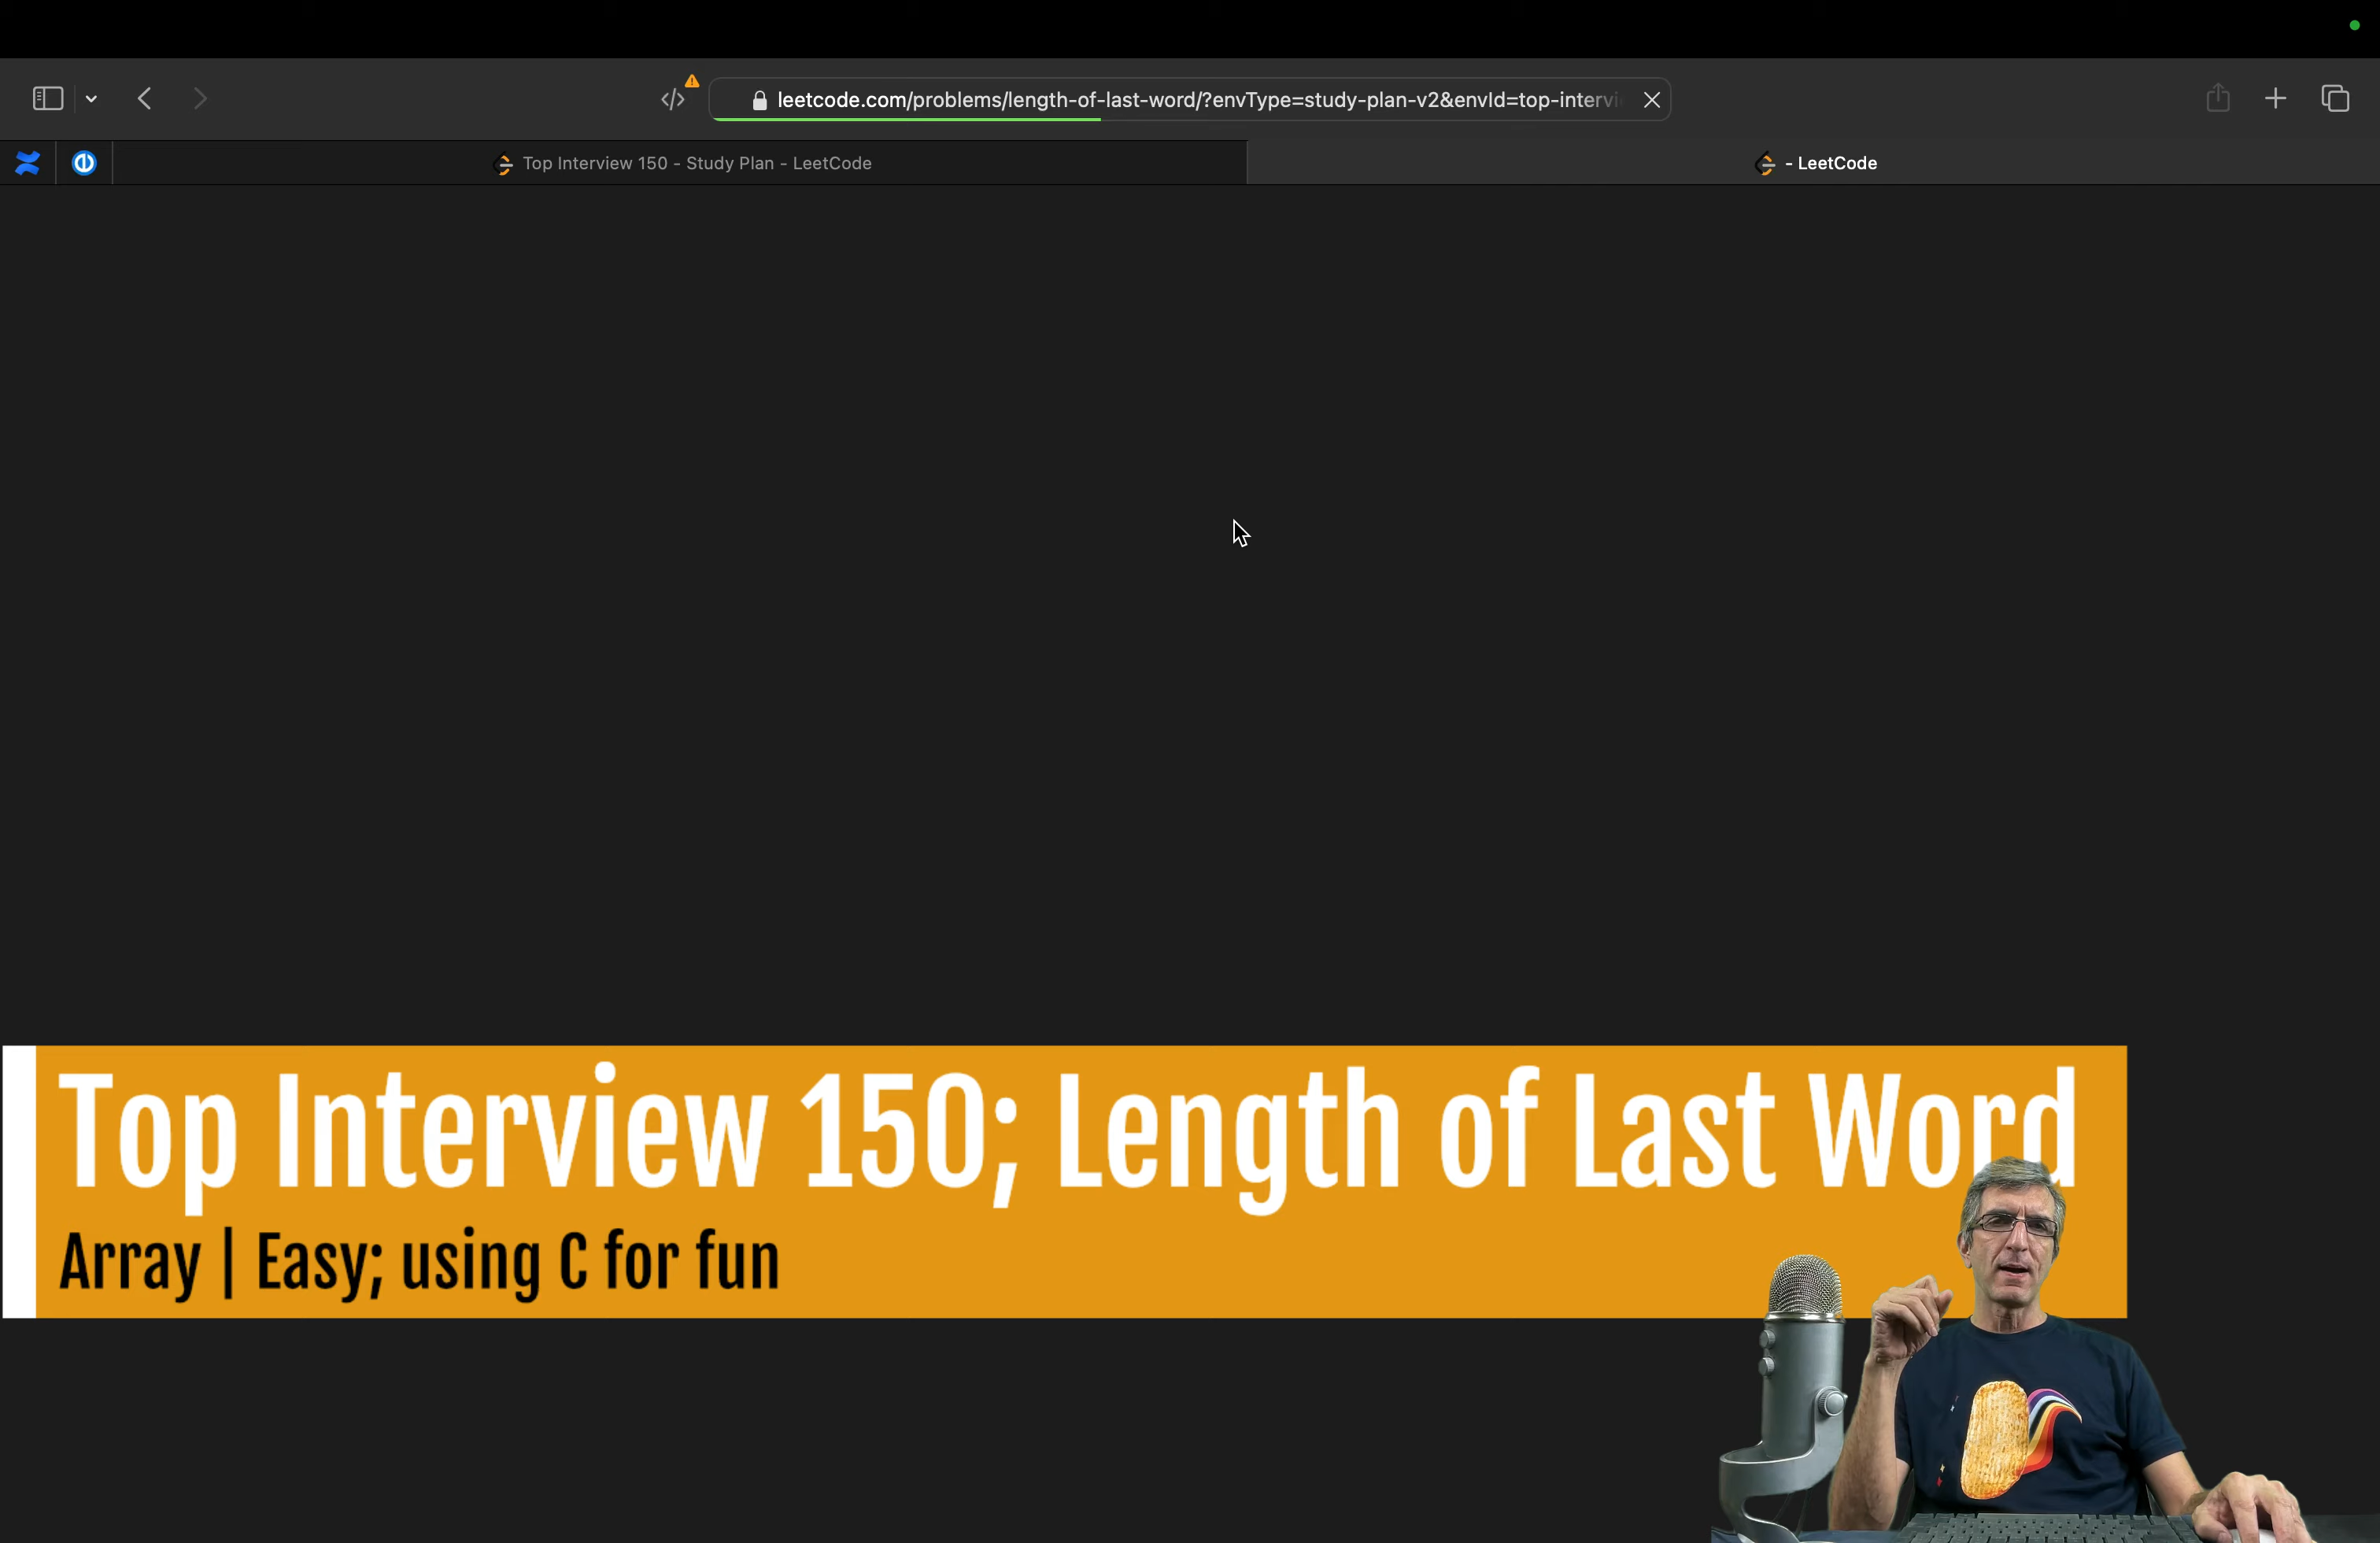 leetcode.com/problems/length-of-last-word/?envType=study-plan-v2&envId=top-intervi
Top Interview 150 - Study Plan - LeetCode
- LeetCode
Top Interview 150; Length of Last Word
Array | Easy; using C for fun